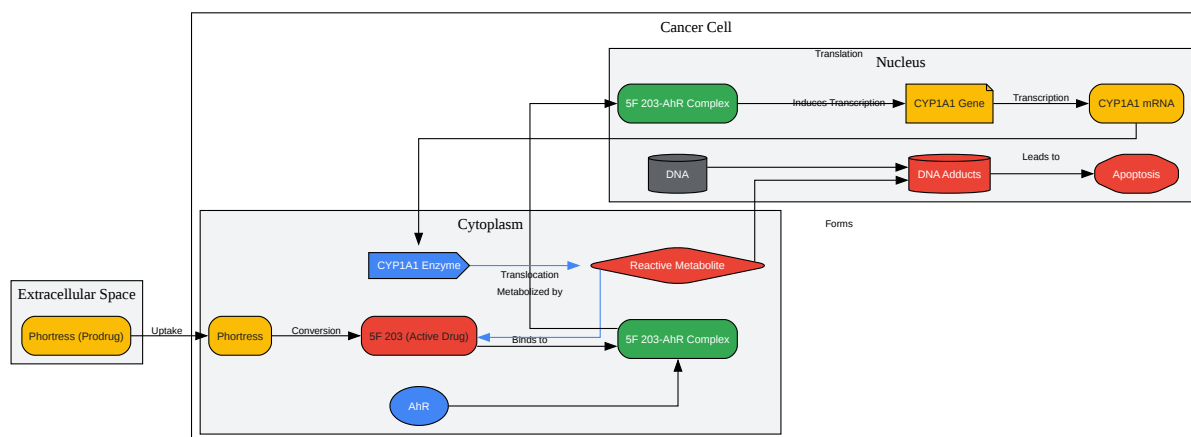 Cancer Cell
Translation
Nucleus
5F 203-AhR Complex
Induces Transcription
CYP1A1 Gene
Transcription
CYP1A1 mRNA
DNA
DNA Adducts
Leads to
Apoptosis
Forms
Cytoplasm
CYP1A1 Enzyme
Translocation
Metabolized by
Reactive Metabolite
Extracellular Space
Phortress (Prodrug)
Uptake
Phortress
Conversion
5F 203 (Active Drug)
Binds to
5F 203-AhR Complex
AhR